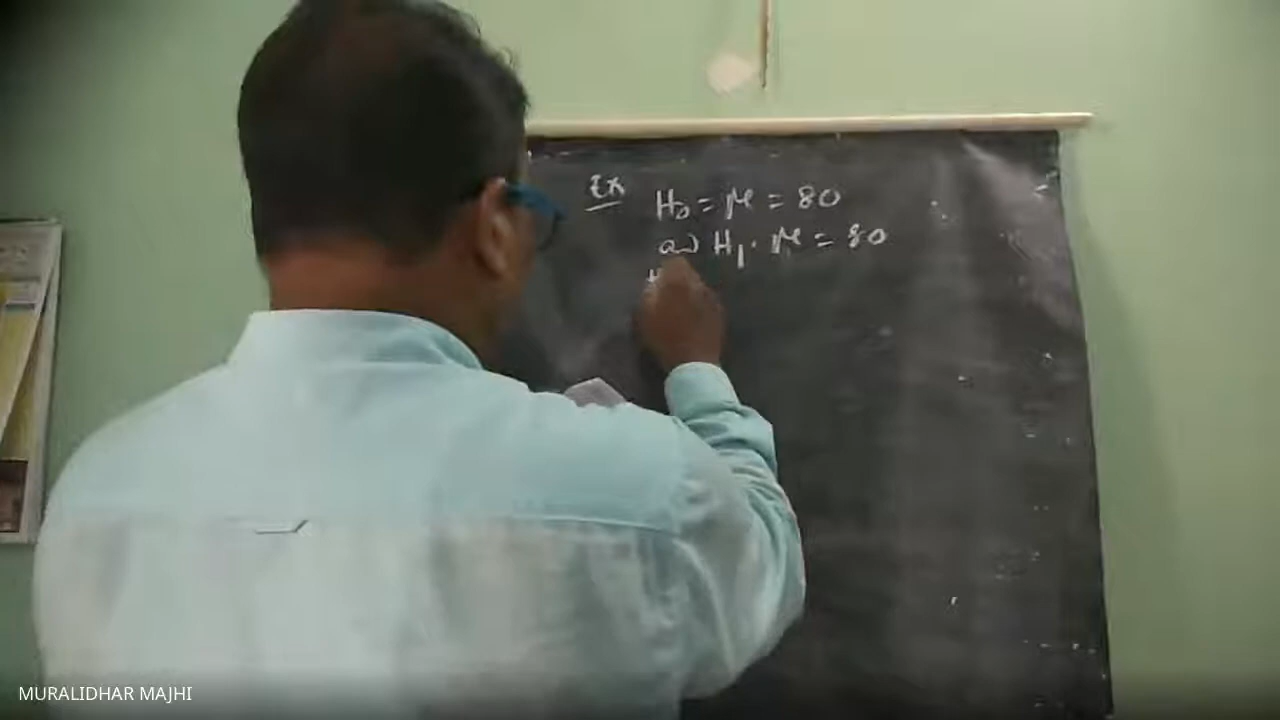 Ex H₀ = μ = 80
a) H₁ : μ = 80
H
MURALIDHAR MAJHI